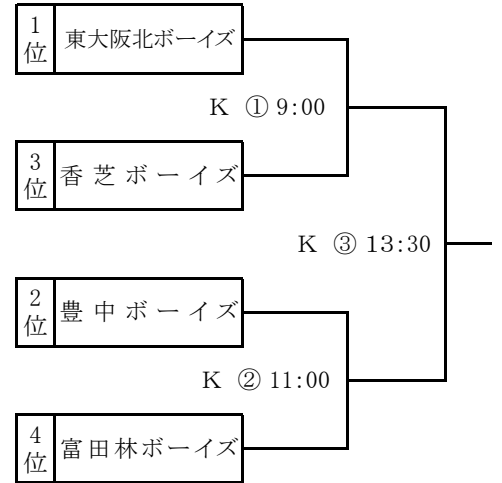 1位 東大阪北ボーイズ
K ① 9:00
3位 香芝ボーイズ
K ③ 13:30
2位 豊中ボーイズ
K ② 11:00
4位 富田林ボーイズ